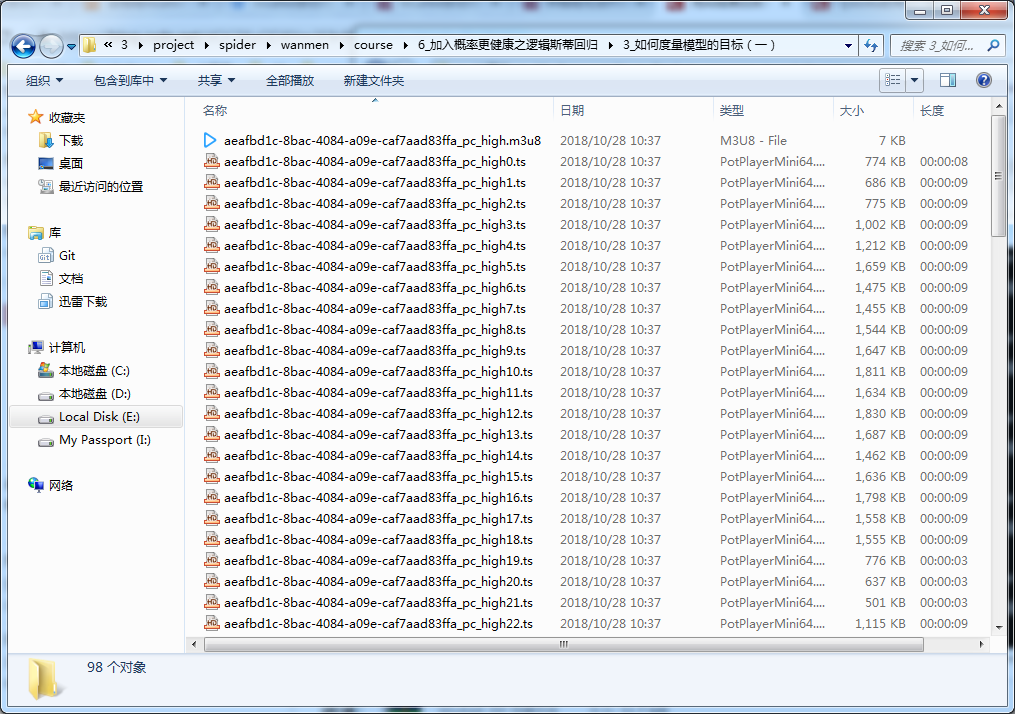 « 3 ▸ project ▸ spider ▸ wanmen ▸ course ▸ 6_加入概率更健康之逻辑斯蒂回归 ▸ 3_如何度量模型的目标（一） ▸
搜索 3_如何...
组织 包含到库中 共享 全部播放 新建文件夹
收藏夹
下载
桌面
最近访问的位置
库
Git
文档
迅雷下载
计算机
本地磁盘 (C:)
本地磁盘 (D:)
Local Disk (E:)
My Passport (I:)
网络
名称 日期 类型 大小 长度
aeafbd1c-8bac-4084-a09e-caf7aad83ffa_pc_high.m3u8 2018/10/28 10:37 M3U8 - File 7 KB
aeafbd1c-8bac-4084-a09e-caf7aad83ffa_pc_high0.ts 2018/10/28 10:37 PotPlayerMini64.... 774 KB 00:00:08
aeafbd1c-8bac-4084-a09e-caf7aad83ffa_pc_high1.ts 2018/10/28 10:37 PotPlayerMini64.... 686 KB 00:00:09
aeafbd1c-8bac-4084-a09e-caf7aad83ffa_pc_high2.ts 2018/10/28 10:37 PotPlayerMini64.... 775 KB 00:00:09
aeafbd1c-8bac-4084-a09e-caf7aad83ffa_pc_high3.ts 2018/10/28 10:37 PotPlayerMini64.... 1,002 KB 00:00:09
aeafbd1c-8bac-4084-a09e-caf7aad83ffa_pc_high4.ts 2018/10/28 10:37 PotPlayerMini64.... 1,212 KB 00:00:09
aeafbd1c-8bac-4084-a09e-caf7aad83ffa_pc_high5.ts 2018/10/28 10:37 PotPlayerMini64.... 1,659 KB 00:00:09
aeafbd1c-8bac-4084-a09e-caf7aad83ffa_pc_high6.ts 2018/10/28 10:37 PotPlayerMini64.... 1,475 KB 00:00:09
aeafbd1c-8bac-4084-a09e-caf7aad83ffa_pc_high7.ts 2018/10/28 10:37 PotPlayerMini64.... 1,455 KB 00:00:09
aeafbd1c-8bac-4084-a09e-caf7aad83ffa_pc_high8.ts 2018/10/28 10:37 PotPlayerMini64.... 1,544 KB 00:00:09
aeafbd1c-8bac-4084-a09e-caf7aad83ffa_pc_high9.ts 2018/10/28 10:37 PotPlayerMini64.... 1,647 KB 00:00:09
aeafbd1c-8bac-4084-a09e-caf7aad83ffa_pc_high10.ts 2018/10/28 10:37 PotPlayerMini64.... 1,811 KB 00:00:09
aeafbd1c-8bac-4084-a09e-caf7aad83ffa_pc_high11.ts 2018/10/28 10:37 PotPlayerMini64.... 1,634 KB 00:00:09
aeafbd1c-8bac-4084-a09e-caf7aad83ffa_pc_high12.ts 2018/10/28 10:37 PotPlayerMini64.... 1,830 KB 00:00:09
aeafbd1c-8bac-4084-a09e-caf7aad83ffa_pc_high13.ts 2018/10/28 10:37 PotPlayerMini64.... 1,687 KB 00:00:09
aeafbd1c-8bac-4084-a09e-caf7aad83ffa_pc_high14.ts 2018/10/28 10:37 PotPlayerMini64.... 1,462 KB 00:00:09
aeafbd1c-8bac-4084-a09e-caf7aad83ffa_pc_high15.ts 2018/10/28 10:37 PotPlayerMini64.... 1,636 KB 00:00:09
aeafbd1c-8bac-4084-a09e-caf7aad83ffa_pc_high16.ts 2018/10/28 10:37 PotPlayerMini64.... 1,798 KB 00:00:09
aeafbd1c-8bac-4084-a09e-caf7aad83ffa_pc_high17.ts 2018/10/28 10:37 PotPlayerMini64.... 1,558 KB 00:00:09
aeafbd1c-8bac-4084-a09e-caf7aad83ffa_pc_high18.ts 2018/10/28 10:37 PotPlayerMini64.... 1,555 KB 00:00:09
aeafbd1c-8bac-4084-a09e-caf7aad83ffa_pc_high19.ts 2018/10/28 10:37 PotPlayerMini64.... 776 KB 00:00:03
aeafbd1c-8bac-4084-a09e-caf7aad83ffa_pc_high20.ts 2018/10/28 10:37 PotPlayerMini64.... 637 KB 00:00:03
aeafbd1c-8bac-4084-a09e-caf7aad83ffa_pc_high21.ts 2018/10/28 10:37 PotPlayerMini64.... 501 KB 00:00:03
aeafbd1c-8bac-4084-a09e-caf7aad83ffa_pc_high22.ts 2018/10/28 10:37 PotPlayerMini64.... 1,115 KB 00:00:09
98 个对象